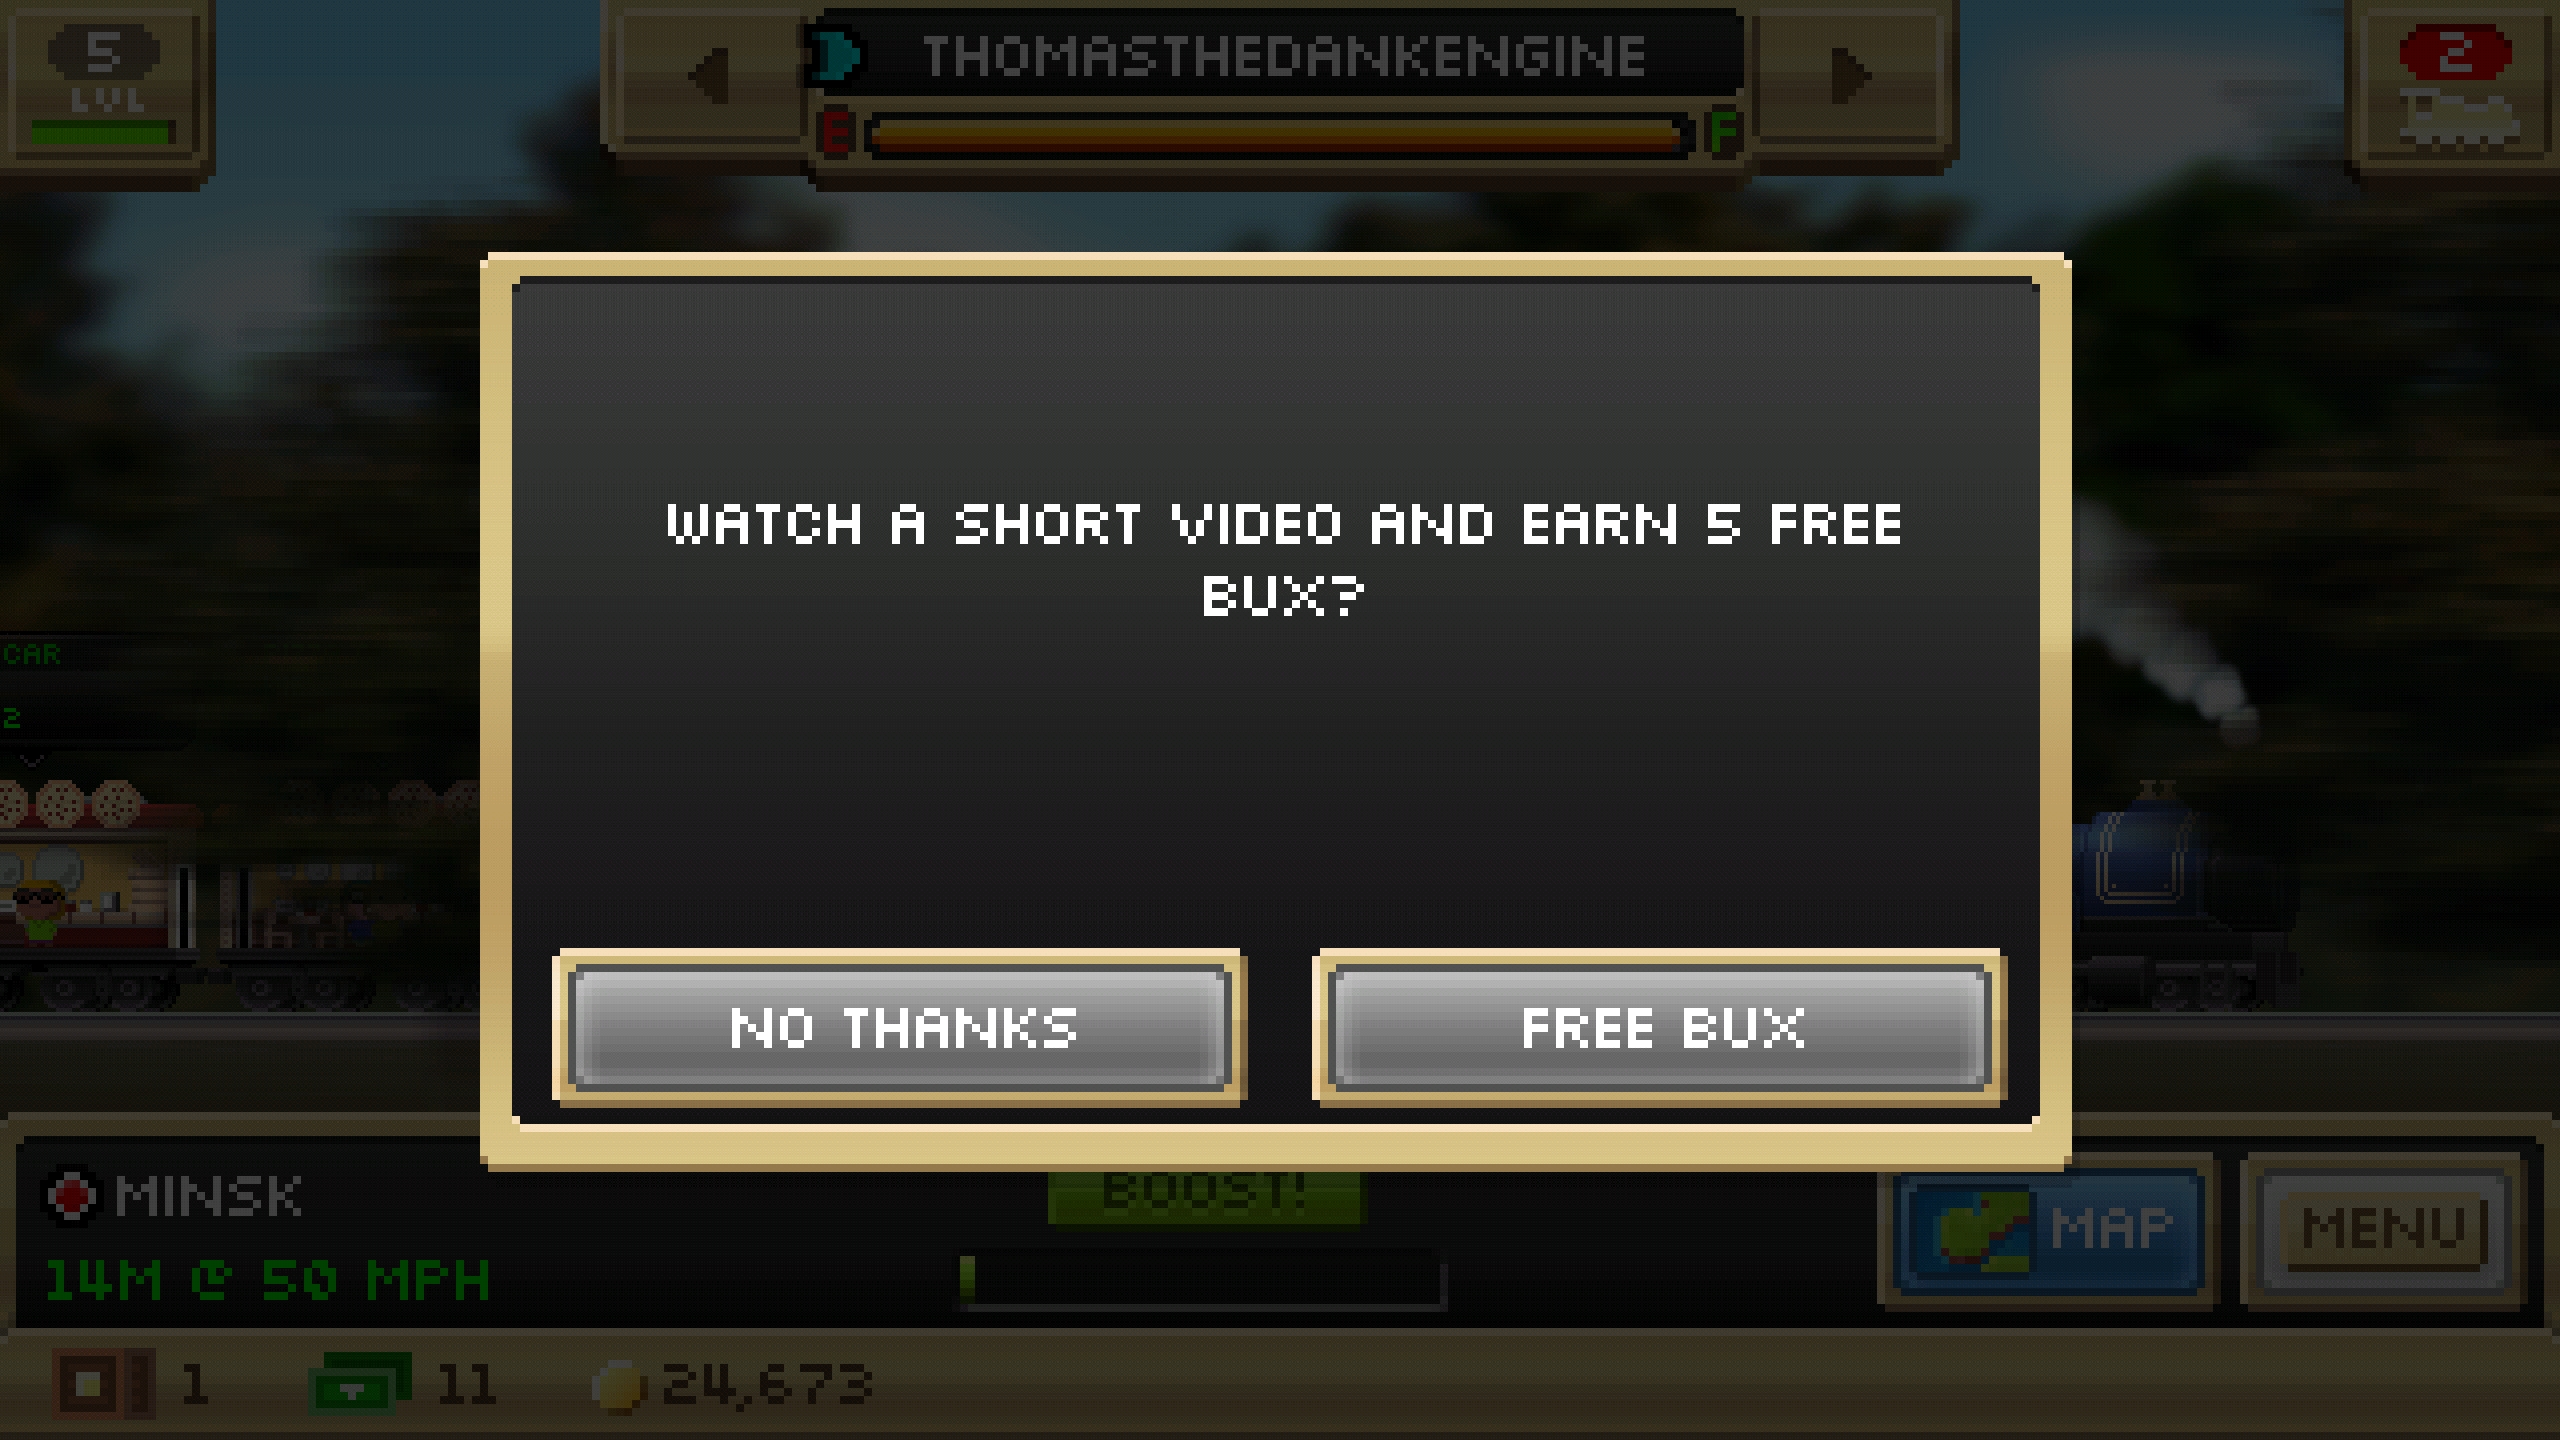 5
LVL
THOMASTHEDANKENGINE
E
F
2
WATCH A SHORT VIDEO AND EARN 5 FREE
BUX?
CAR
2
NO THANKS
FREE BUX
MINSK
BOOST!
MAP
MENU
14M @ 50 MPH
1
11
24,673